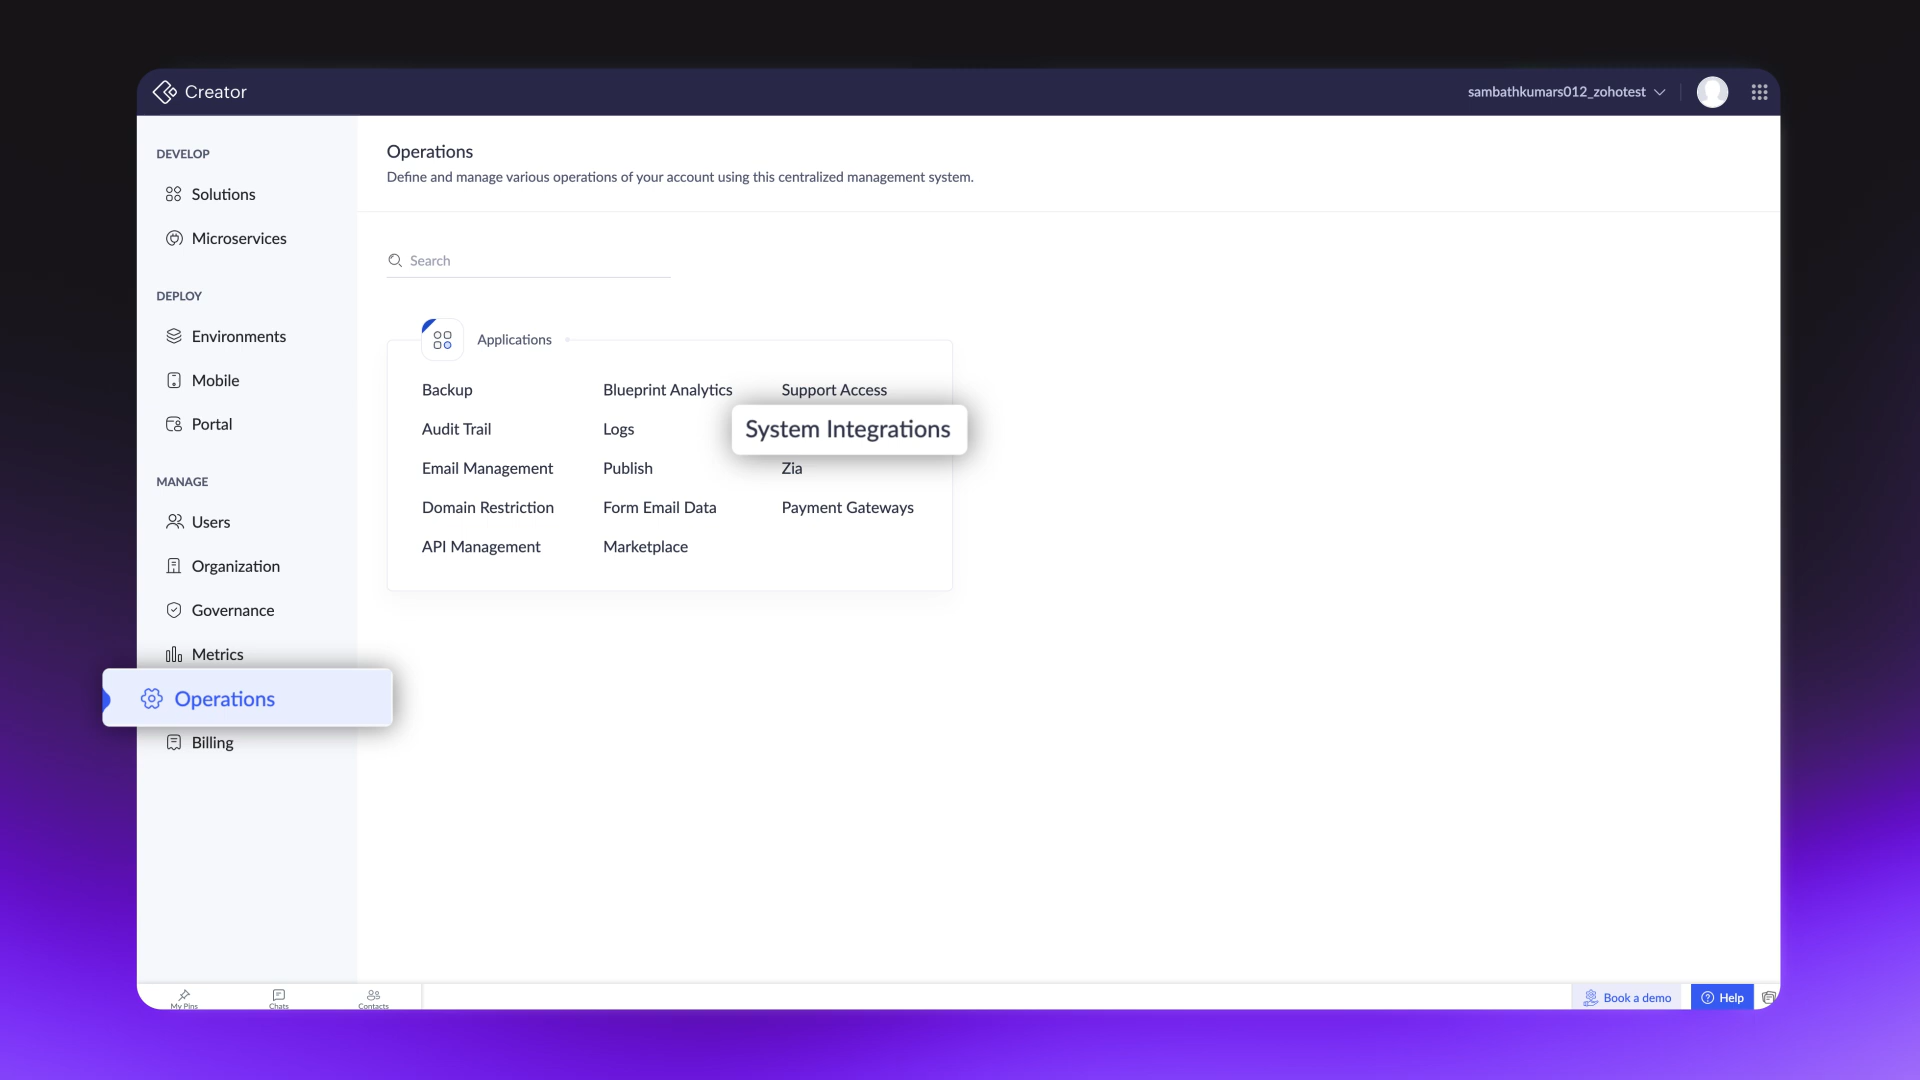 Creator
sambathkumars012_zohotest
DEVELOP
Solutions
Microservices
DEPLOY
Environments
Mobile
Portal
MANAGE
Users
Organization
Governance
Metrics
Operations
Billing
Operations
Define and manage various operations of your account using this centralized management system.
Search
Applications
Backup
Blueprint Analytics
Support Access
Audit Trail
Logs
System Integrations
Email Management
Publish
Zia
Domain Restriction
Form Email Data
Payment Gateways
API Management
Marketplace
My Pins
Chats
Contacts
Book a demo
Help